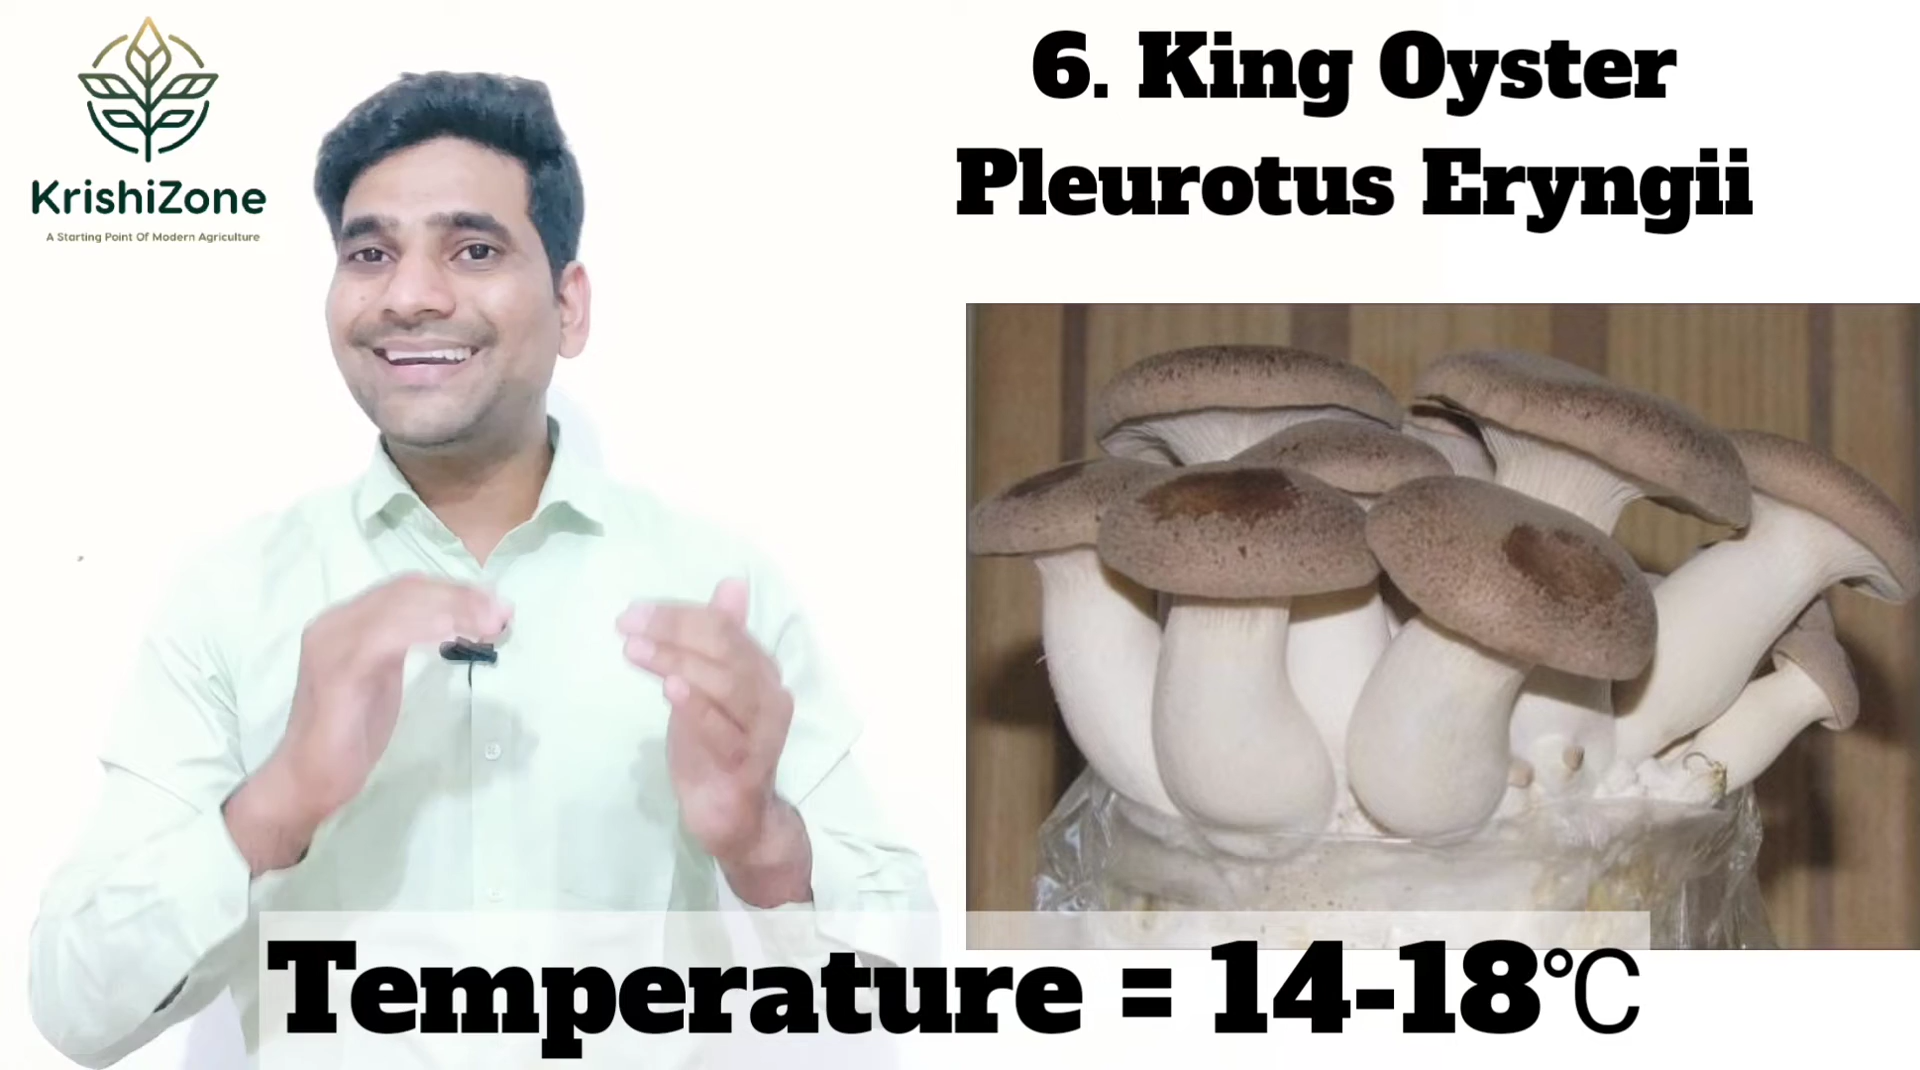 KrishiZone
A Starting Point Of Modern Agriculture
6. King Oyster
Pleurotus Eryngii
Temperature = 14-18℃